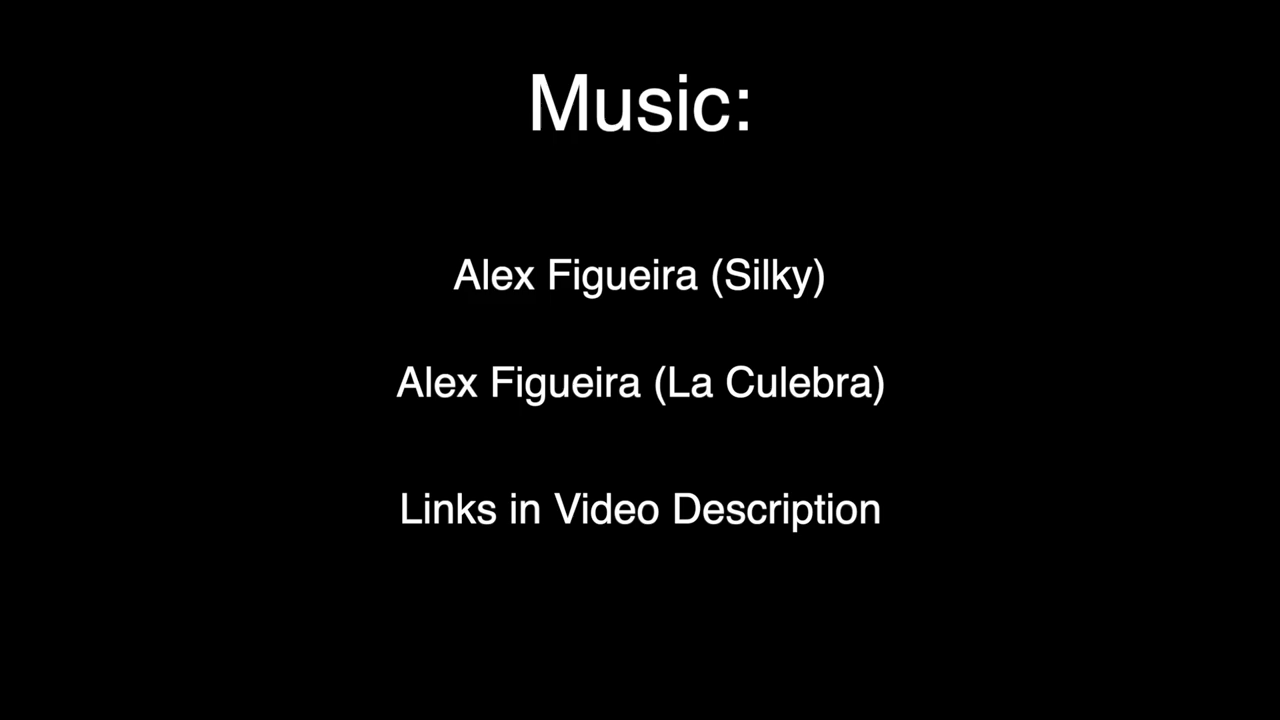 Music:
Alex Figueira (Silky)
Alex Figueira (La Culebra)
Links in Video Description